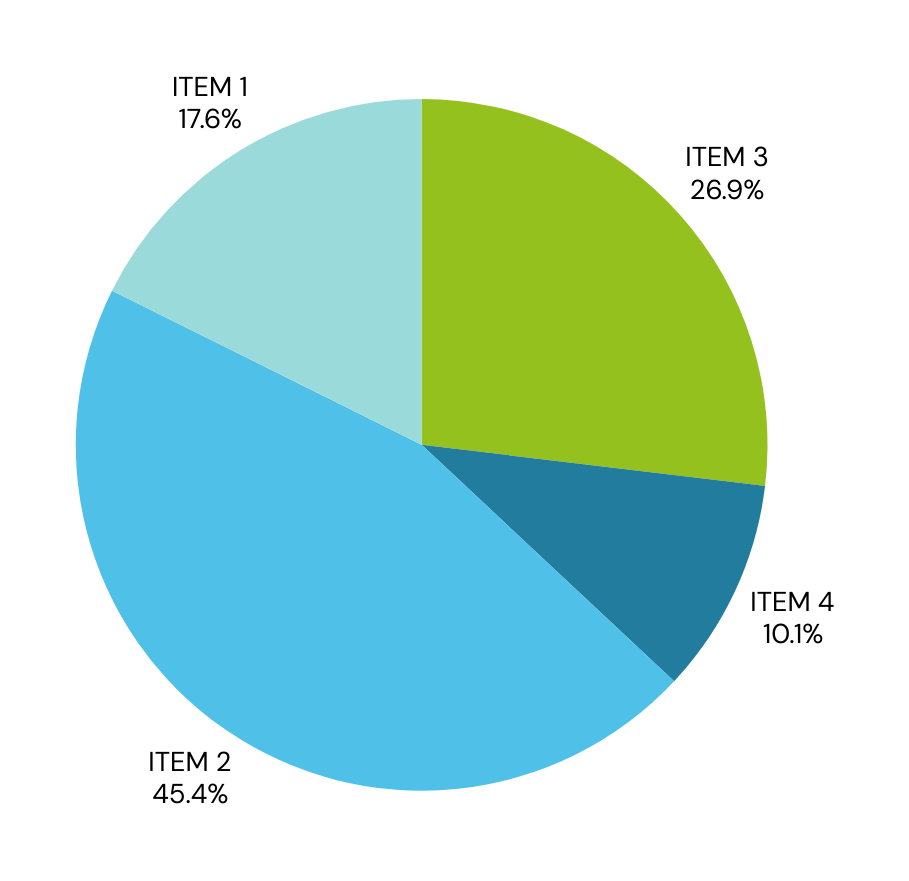 ITEM 1
17.6%
ITEM 3
26.9%
ITEM 4
10.1%
ITEM 2
45.4%